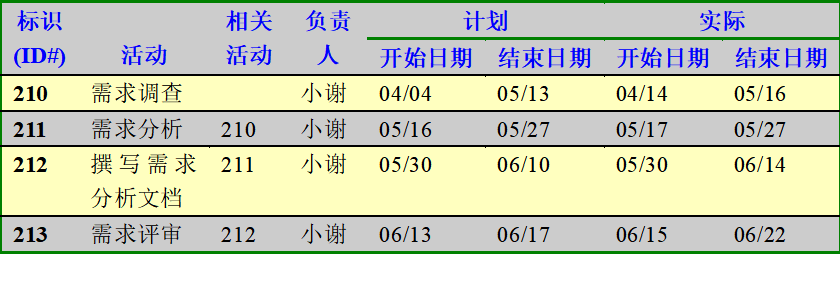 标识 相关 负责 计划 实际
(ID#) 活动 活动 人 开始日期 结束日期 开始日期 结束日期
210 需求调查 小谢 04/04 05/13 04/14 05/16
211 需求分析 210 小谢 05/16 05/27 05/17 05/27
212 撰写需求 211 小谢 05/30 06/10 05/30 06/14
分析文档
213 需求评审 212 小谢 06/13 06/17 06/15 06/22